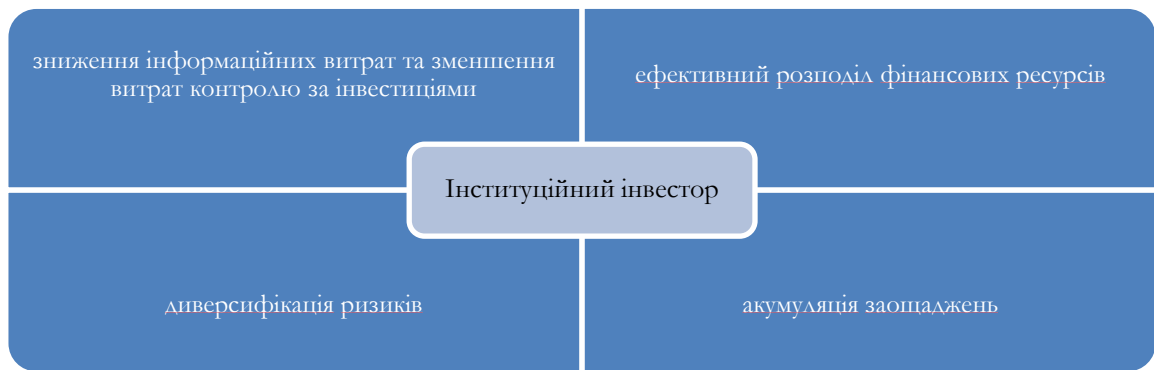 зниження інформаційних витрат та зменшення
витрат контролю за інвестиціями
ефективний розподіл фінансових ресурсів
Інституційний інвестор
диверсифікація ризиків
акумуляція заощаджень